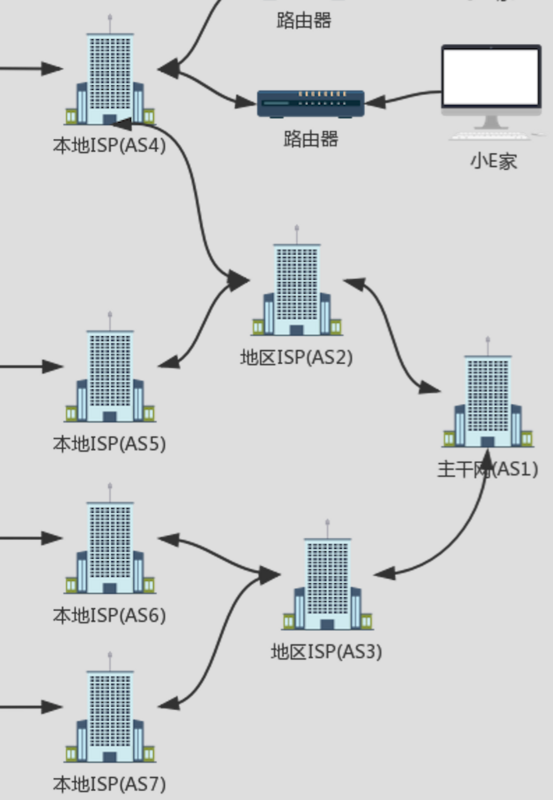 路由器
本地ISP(AS4)
路由器
小E家
地区ISP(AS2)
本地ISP(AS5)
主干网(AS1)
本地ISP(AS6)
地区ISP(AS3)
本地ISP(AS7)